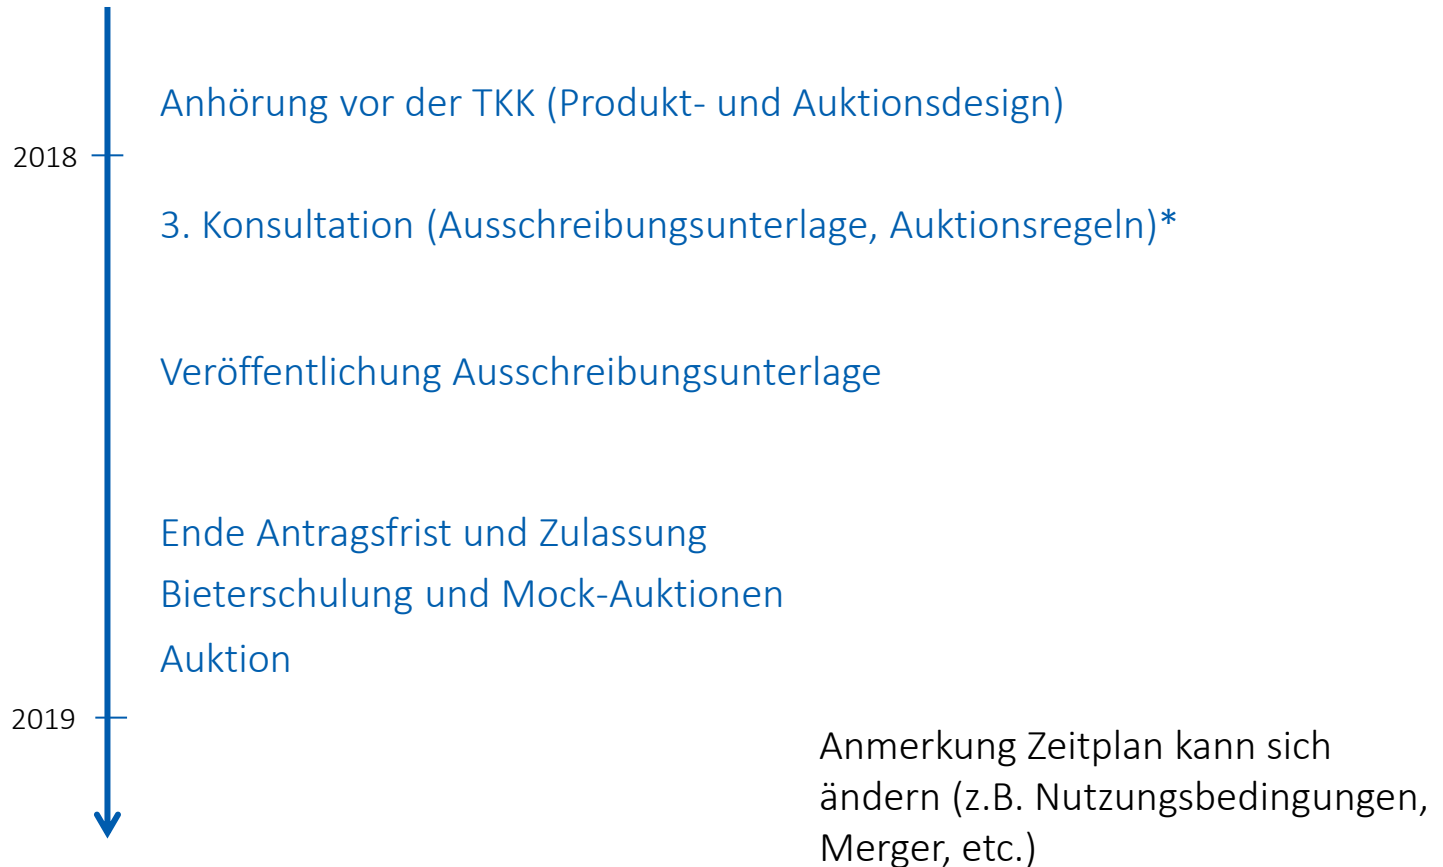 Anhörung vor der TKK (Produkt- und Auktionsdesign)
2018
3. Konsultation (Ausschreibungsunterlage, Auktionsregeln)*
Veröffentlichung Ausschreibungsunterlage
Ende Antragsfrist und Zulassung
Bieterschulung und Mock-Auktionen
Auktion
2019
Anmerkung Zeitplan kann sich
ändern (z.B. Nutzungsbedingungen,
Merger, etc.)